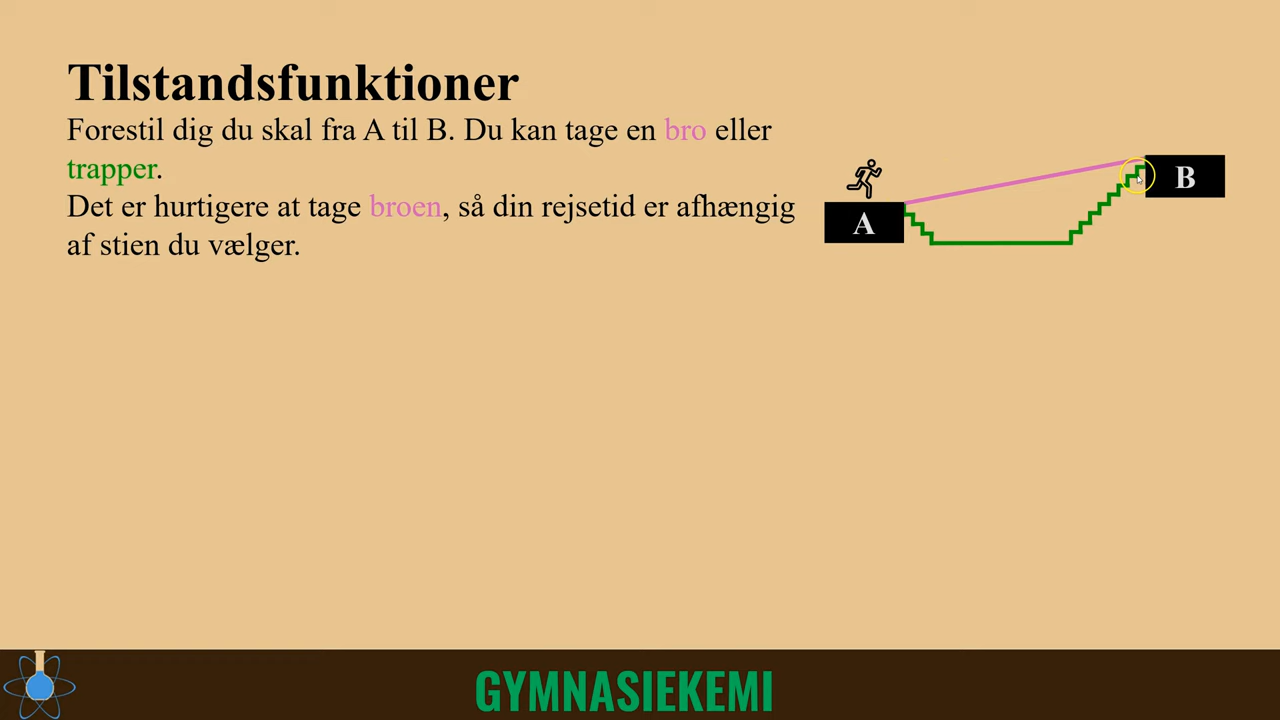 Tilstandsfunktioner
Forestil dig du skal fra A til B. Du kan tage en bro eller
trapper.
Det er hurtigere at tage broen, så din rejsetid er afhængig
af stien du vælger.
A
B
GYMNASIEKEMI